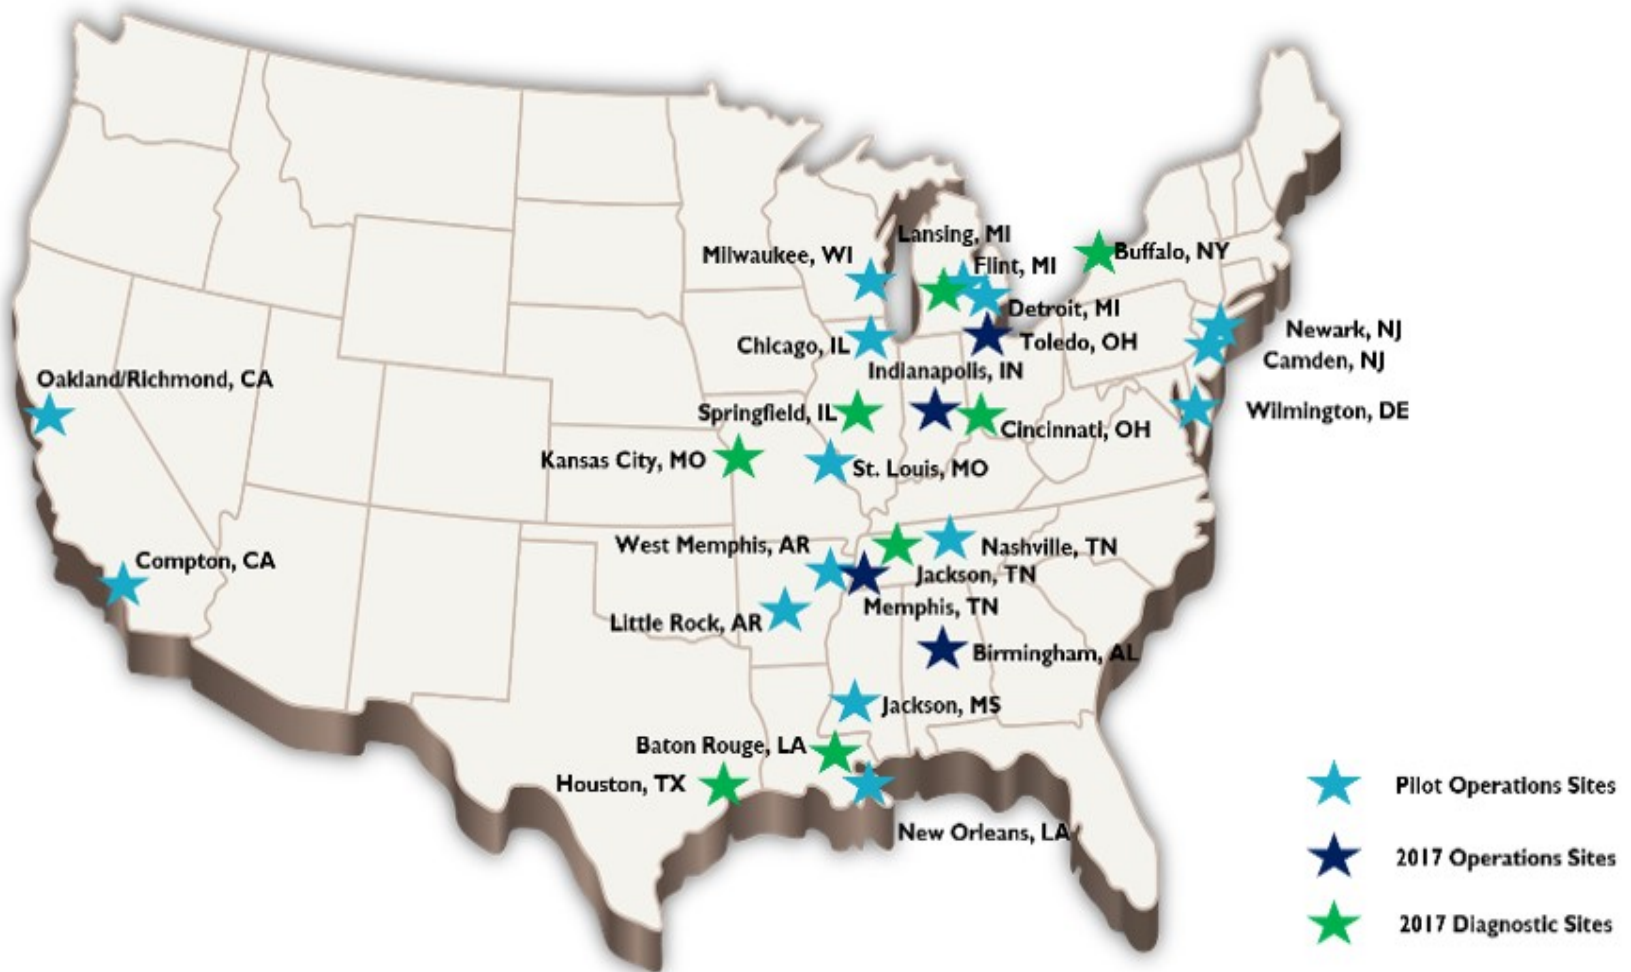 Lansing, MI
Milwaukee, WI
Buffalo, NY
Flint, MI
Detroit, MI
Newark, NJ
Chicago, IL
Toledo, OH
Camden, NJ
Indianapolis, IN
Oakland/Richmond, CA
Springfield, IL
Wilmington, DE
Cincinnati, OH
Kansas City, MO
St. Louis, MO
West Memphis, AR
Nashville, TN
Compton, CA
Jackson, TN
Memphis, TN
Little Rock, AR
Birmingham, AL
Jackson, MS
Baton Rouge, LA
Houston, TX
New Orleans, LA
Pilot Operations Sites
2017 Operations Sites
2017 Diagnostic Sites